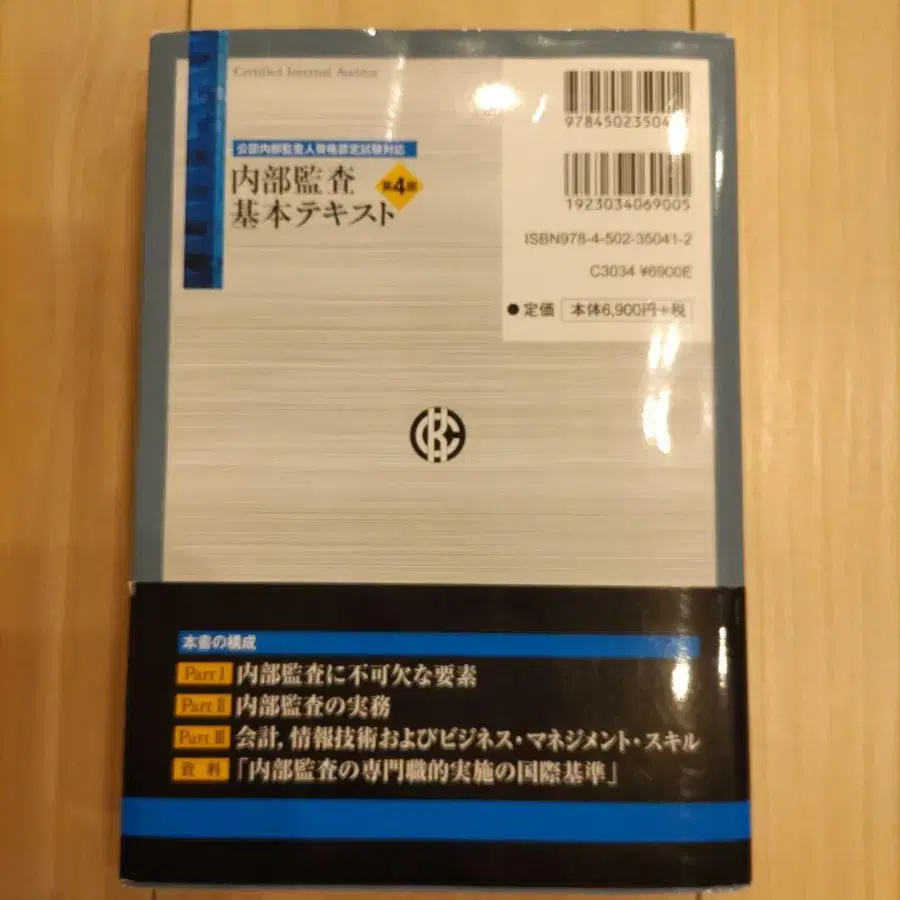 Certified Internal Auditor
公認内部監査人資格認定試験対応
内部監査
基本テキスト
第4版
1923034069005
ISBN978-4-502-35041-2
C3034 ¥6900E
●定価 本体6,900円+税
本書の構成
Part Ⅰ 内部監査に不可欠な要素
Part Ⅱ 内部監査の実務
Part Ⅲ 会計,情報技術およびビジネス・マネジメント・スキル
資料 「内部監査の専門職的実施の国際基準」